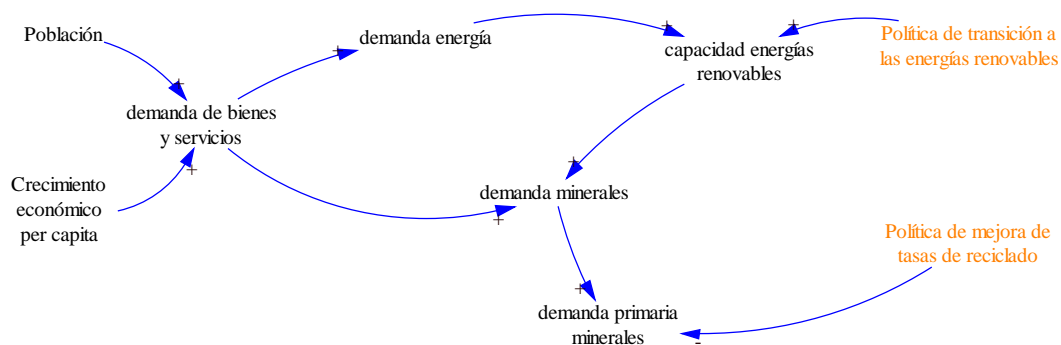 Población
demanda energía
capacidad energías
renovables
Política de transición a
las energías renovables
demanda de bienes
y servicios
Crecimiento
económico
per capita
demanda minerales
Política de mejora de
tasas de reciclado
demanda primaria
minerales
+
+
+
+
+
+
+
+
-